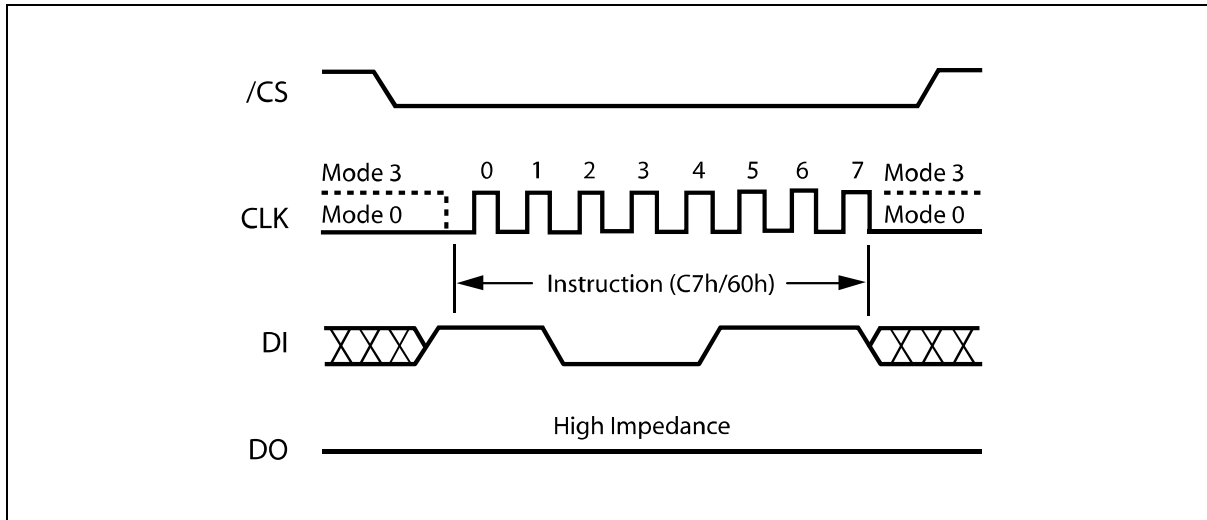 /CS
Mode 3 0 1 2 3 4 5 6 7 Mode 3
CLK Mode 0 Mode 0
Instruction (C7h/60h)
DI
High Impedance
DO